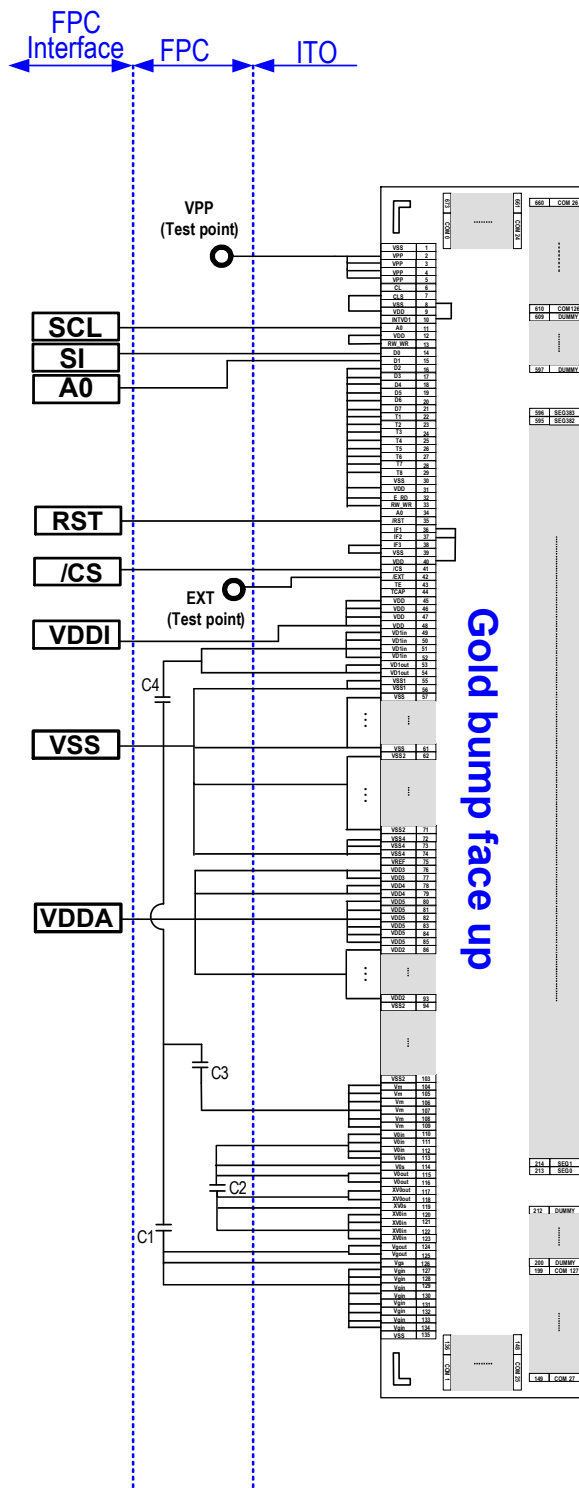 FPC
Interface
FPC
ITO
VPP
(Test point)
SCL
SI
A0
RST
/CS
EXT
(Test point)
VDDI
C4
VSS
VDDA
C3
C2
C1
VSS 1
VPP 2
VPP 3
VPP 4
VPP 5
CL 6
CLS 7
VSS 8
VDD 9
INTVD1 10
A0 11
VDD 12
RW_WR 13
D0 14
D1 15
D2 16
D3 17
D4 18
D5 19
D6 20
D7 21
T1 22
T2 23
T3 24
T4 25
T5 26
T6 27
T7 28
T8 29
VSS 30
VDD 31
E_RD 32
RW_WR 33
A0 34
/RST 35
IF1 36
IF2 37
IF3 38
VSS 39
VDD 40
/CS 41
/EXT 42
TE 43
TCAP 44
VDD 45
VDD 46
VDD 47
VDD 48
VD1in 49
VD1in 50
VD1in 51
VD1in 52
VD1out 53
VD1out 54
VSS1 55
VSS1 56
VSS 57
VSS 61
VSS2 62
VSS2 71
VSS4 72
VSS4 73
VSS4 74
VREF 75
VDD3 76
VDD3 77
VDD4 78
VDD4 79
VDD5 80
VDD5 81
VDD5 82
VDD5 83
VDD5 84
VDD5 85
VDD2 86
VDD2 93
VSS2 94
VSS2 103
Vm 104
Vm 105
Vm 106
Vm 107
Vm 108
Vm 109
V0in 110
V0in 111
V0in 112
V0in 113
V0s 114
V0out 115
V0out 116
XV0out 117
XV0out 118
XV0s 119
XV0in 120
XV0in 121
XV0in 122
XV0in 123
Vgout 124
Vgout 125
Vgs 126
Vgin 127
Vgin 128
Vgin 129
Vgin 130
Vgin 131
Vgin 132
Vgin 133
Vgin 134
VSS 135
673 COM 0
661 COM 24
136 COM 1
148 COM 25
Gold bump face up
660 COM 26
610 COM126
609 DUMMY
597 DUMMY
596 SEG383
595 SEG382
214 SEG1
213 SEG0
212 DUMMY
200 DUMMY
199 COM 127
149 COM 27